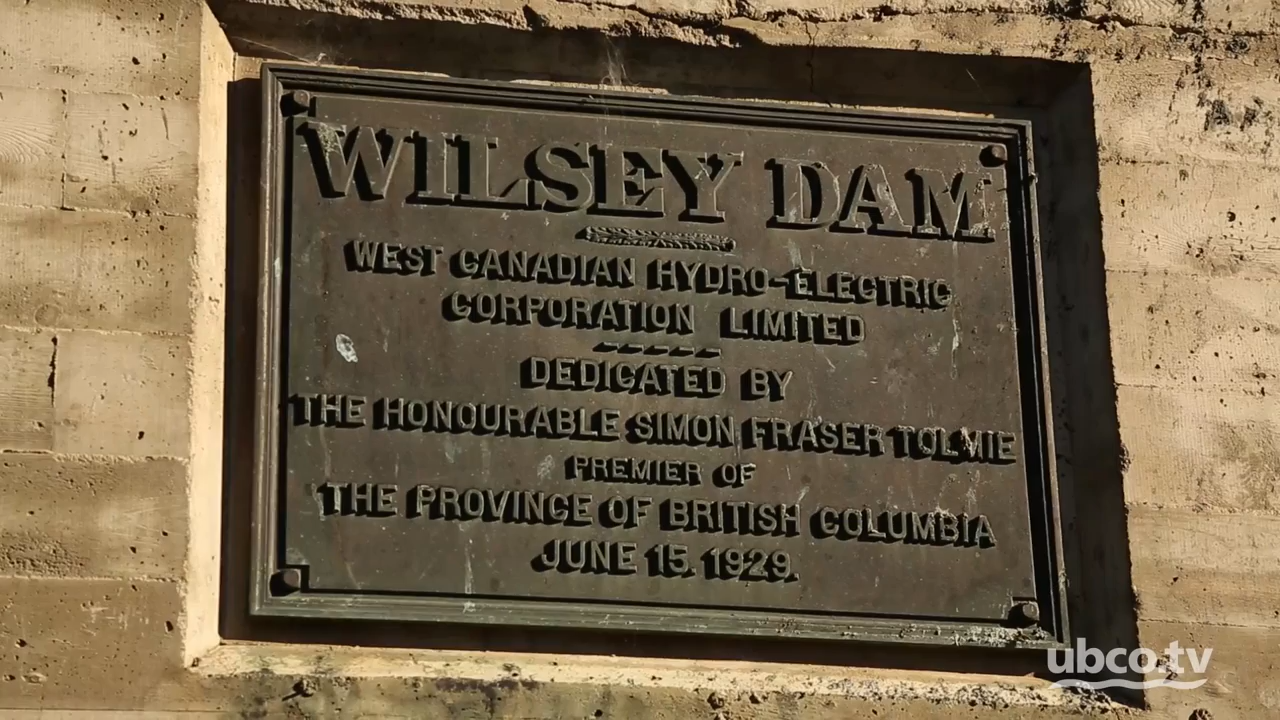 WILSEY DAM
WEST CANADIAN HYDRO-ELECTRIC
CORPORATION LIMITED
DEDICATED BY
THE HONOURABLE SIMON FRASER TOLMIE
PREMIER OF
THE PROVINCE OF BRITISH COLUMBIA
JUNE 15, 1929.
ubco.tv